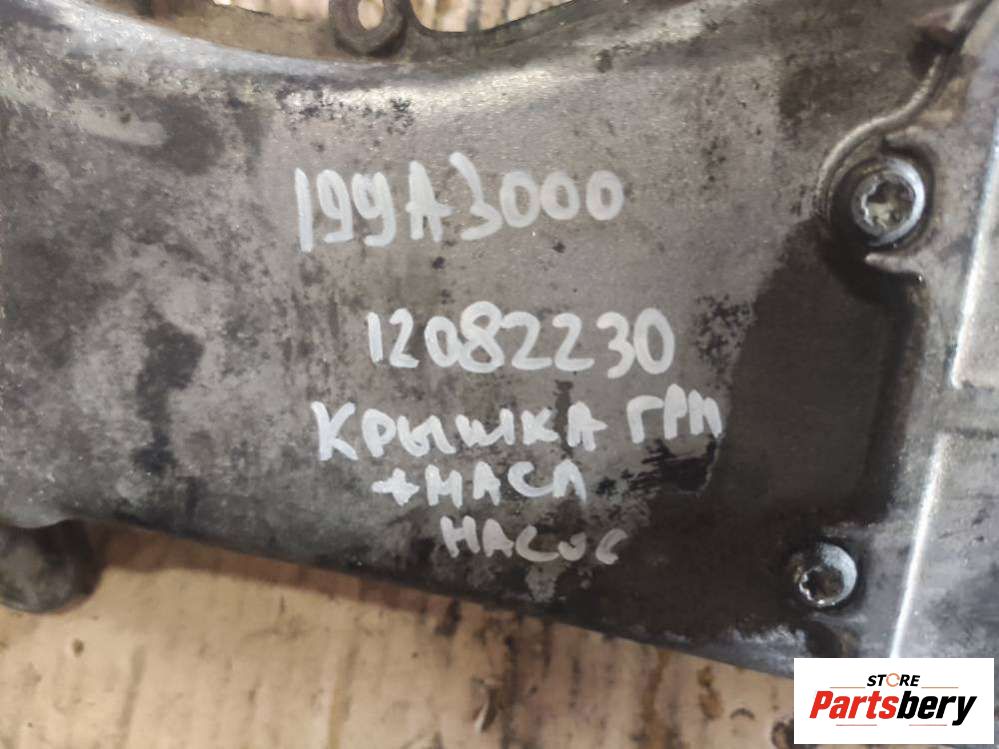 199A3000
12082230
КРЫШКА ГРМ
+МАСЛ
НАСОС
STORE
Partsbery